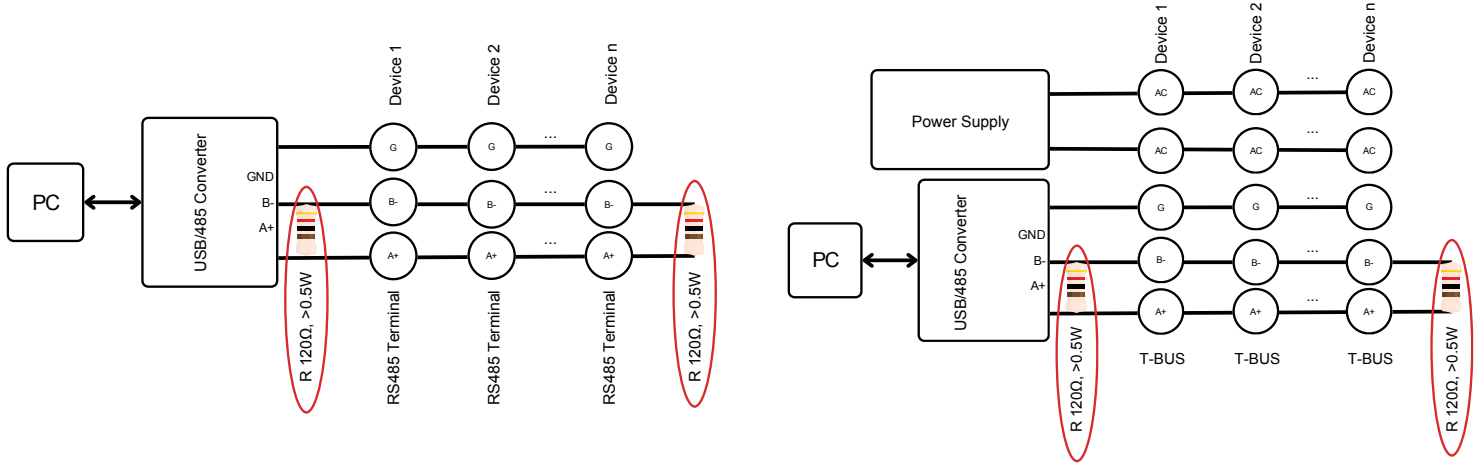 Device 1
Device 2
Device n
PC
USB/485 Converter
GND
B-
A+
G
G
...
G
B-
B-
...
B-
A+
A+
...
A+
R 120Ω, >0.5W
RS485 Terminal
RS485 Terminal
RS485 Terminal
R 120Ω, >0.5W
Device 1
Device 2
Device n
Power Supply
AC
AC
...
AC
AC
AC
...
AC
PC
USB/485 Converter
GND
B-
A+
G
G
...
G
B-
B-
...
B-
A+
A+
...
A+
R 120Ω, >0.5W
T-BUS
T-BUS
T-BUS
R 120Ω, >0.5W